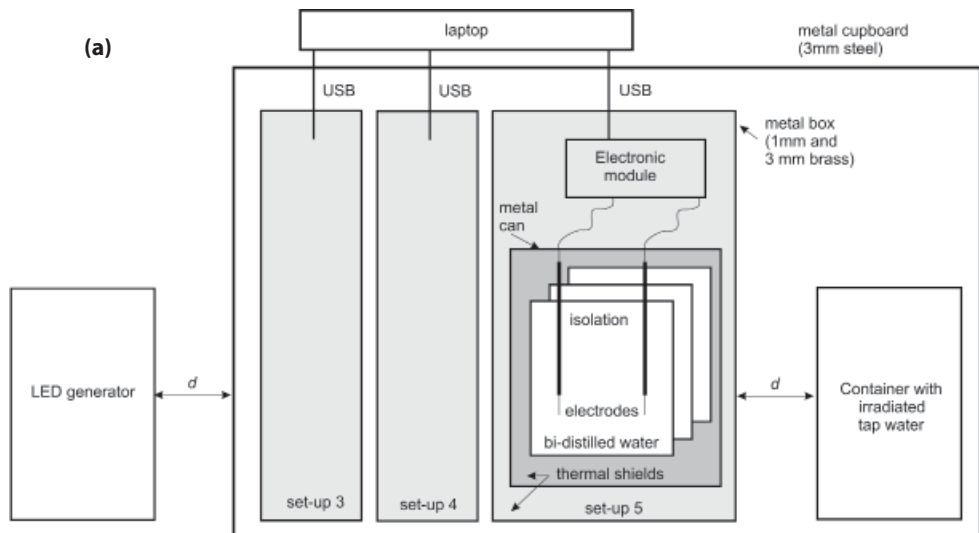 (a)
laptop
metal cupboard
(3mm steel)
USB
USB
USB
metal box
(1mm and
3 mm brass)
Electronic
module
metal
can
isolation
LED generator
d
electrodes
bi-distilled water
d
Container with
irradiated
tap water
thermal shields
set-up 3
set-up 4
set-up 5